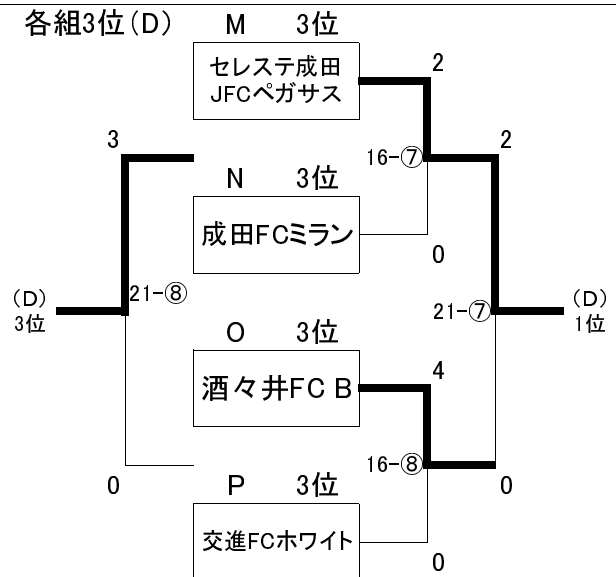 各組3位(D)
M 3位
セレステ成田
JFCペガサス
2
3
16-⑦
2
N 3位
成田FCミラン
0
(D)
3位
21-⑧
21-⑦
(D)
1位
O 3位
酒々井FC B
4
16-⑧
0
P 3位
0
交進FCホワイト
0